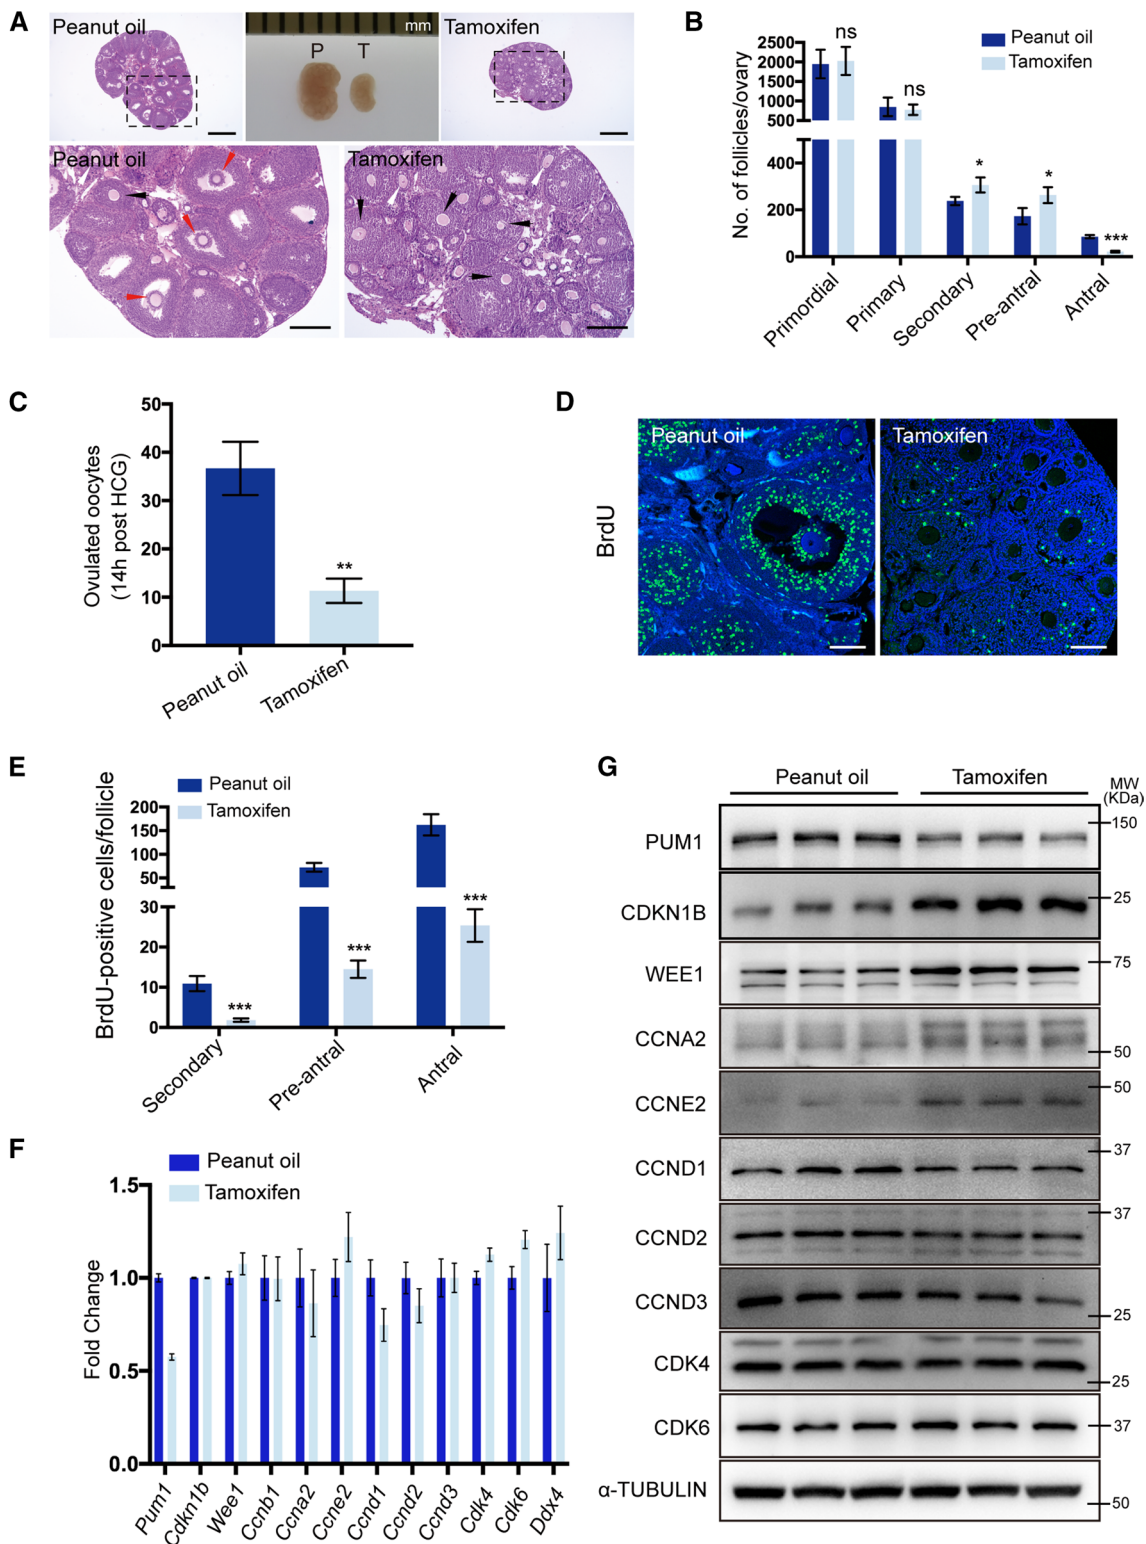 A
Peanut oil
mm
P T
Tamoxifen
Peanut oil
Tamoxifen
B
Peanut oil
Tamoxifen
No. of follicles/ovary
2500
2000
1500
1000
500
400
200
0
ns
ns
*
*
***
Primordial
Primary
Secondary
Pre-antral
Antral
C
Ovulated oocytes
(14h post HCG)
50
40
30
20
10
0
**
Peanut oil
Tamoxifen
D
BrdU
Peanut oil
Tamoxifen
E
Peanut oil
Tamoxifen
BrdU-positive cells/follicle
200
150
100
50
30
20
10
0
***
***
***
Secondary
Pre-antral
Antral
F
Peanut oil
Tamoxifen
Fold Change
1.5
1.0
0.5
0.0
Pum1
Cdkn1b
Wee1
Ccnb1
Ccna2
Ccne2
Ccnd1
Ccnd2
Ccnd3
Cdk4
Cdk6
Ddx4
G
Peanut oil Tamoxifen
MW
(KDa)
PUM1 150
CDKN1B 25
WEE1 75
CCNA2 50
CCNE2 50
CCND1 37
CCND2 37
CCND3 25
CDK4 25
CDK6 37
α-TUBULIN 50